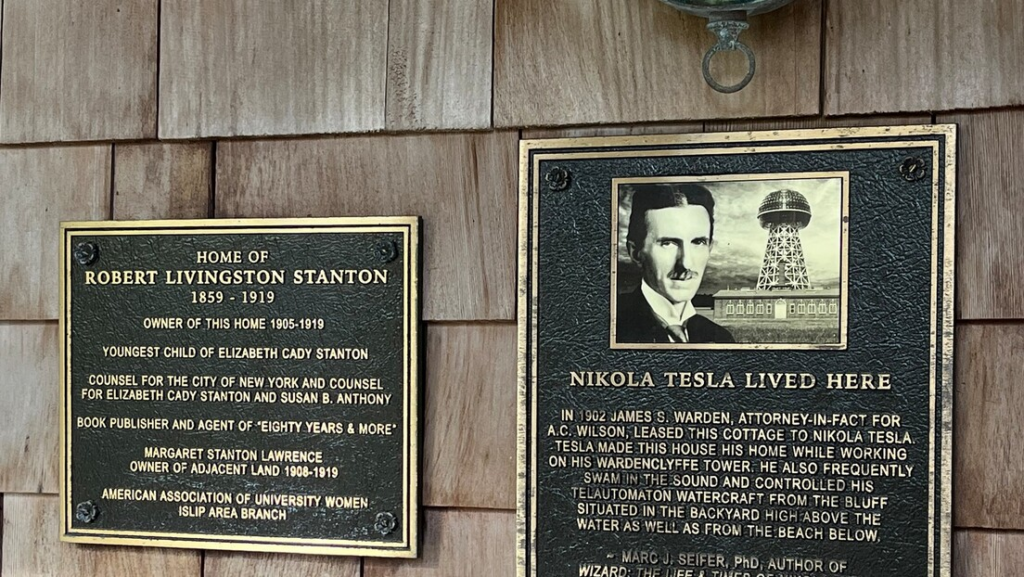 HOME OF
ROBERT LIVINGSTON STANTON
1859 - 1919
OWNER OF THIS HOME 1905-1919
YOUNGEST CHILD OF ELIZABETH CADY STANTON
COUNSEL FOR THE CITY OF NEW YORK AND COUNSEL
FOR ELIZABETH CADY STANTON AND SUSAN B. ANTHONY
BOOK PUBLISHER AND AGENT OF "EIGHTY YEARS & MORE"
MARGARET STANTON LAWRENCE
OWNER OF ADJACENT LAND 1908-1919
AMERICAN ASSOCIATION OF UNIVERSITY WOMEN
ISLIP AREA BRANCH
NIKOLA TESLA LIVED HERE
IN 1902 JAMES S. WARDEN, ATTORNEY-IN-FACT FOR
A.C. WILSON, LEASED THIS COTTAGE TO NIKOLA TESLA.
TESLA MADE THIS HOUSE HIS HOME WHILE WORKING
ON HIS WARDENCLYFFE TOWER. HE ALSO FREQUENTLY
SWAM IN THE SOUND AND CONTROLLED HIS
TELAUTOMATON WATERCRAFT FROM THE BLUFF
SITUATED IN THE BACKYARD HIGH ABOVE THE
WATER AS WELL AS FROM THE BEACH BELOW.
~ MARC J. SEIFER, PHD, AUTHOR OF
WIZARD: THE LIFE & TIMES OF